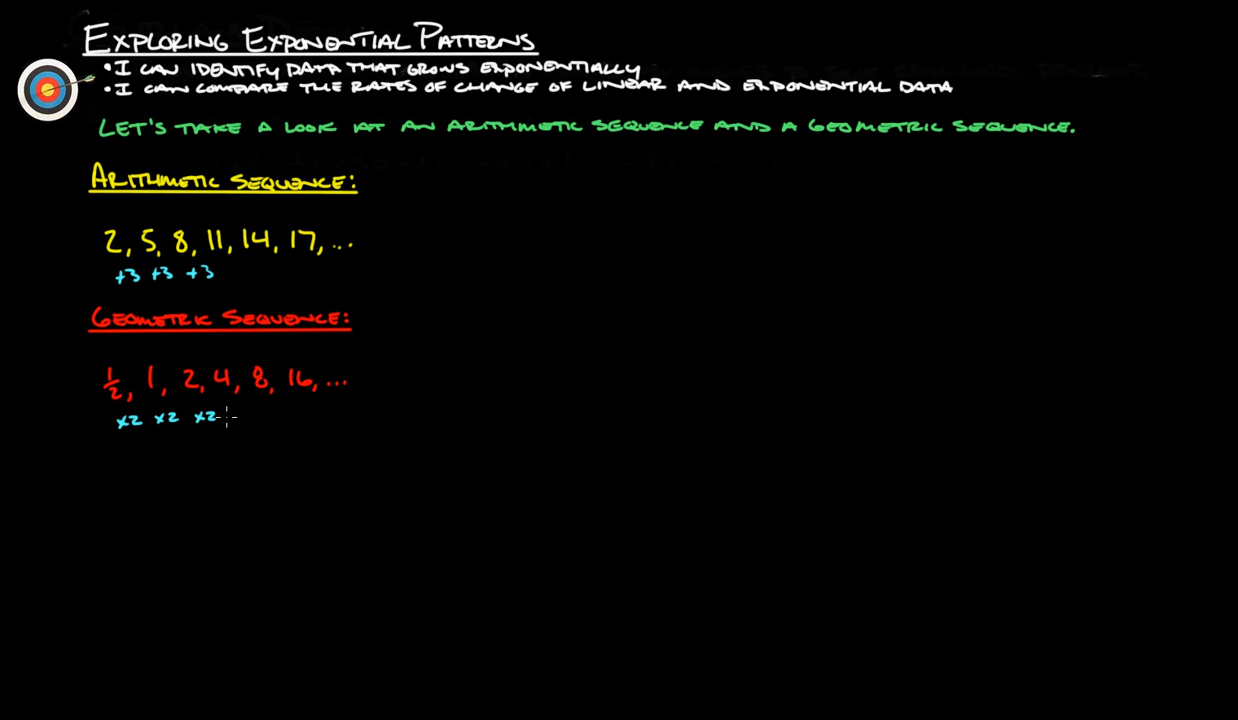 EXPLORING EXPONENTIAL PATTERNS
• I CAN IDENTIFY DATA THAT GROWS EXPONENTIALLY
• I CAN COMPARE THE RATES OF CHANGE OF LINEAR AND EXPONENTIAL DATA
LET'S TAKE A LOOK AT AN ARITHMETIC SEQUENCE AND A GEOMETRIC SEQUENCE.
ARITHMETIC SEQUENCE:
2, 5, 8, 11, 14, 17, ...
+3 +3 +3
GEOMETRIC SEQUENCE:
1/2, 1, 2, 4, 8, 16, ...
x2 x2 x2